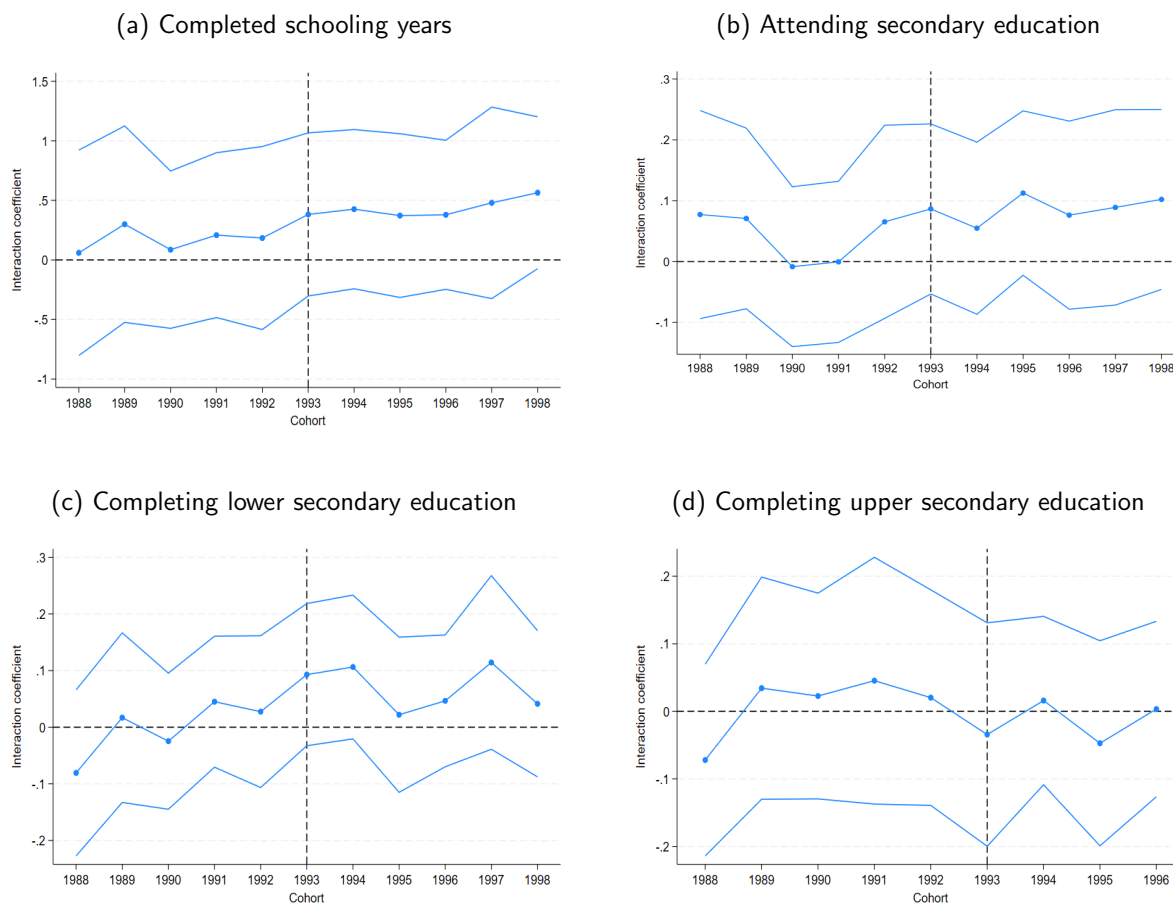 (a) Completed schooling years
Interaction coefficient
1.5
1
.5
0
-.5
-1
1988 1989 1990 1991 1992 1993 1994 1995 1996 1997 1998
Cohort
(b) Attending secondary education
Interaction coefficient
.3
.2
.1
0
-.1
1988 1989 1990 1991 1992 1993 1994 1995 1996 1997 1998
Cohort
(c) Completing lower secondary education
Interaction coefficient
.3
.2
.1
0
-.1
-.2
1988 1989 1990 1991 1992 1993 1994 1995 1996 1997 1998
Cohort
(d) Completing upper secondary education
Interaction coefficient
.2
.1
0
-.1
-.2
1988 1989 1990 1991 1992 1993 1994 1995 1996
Cohort